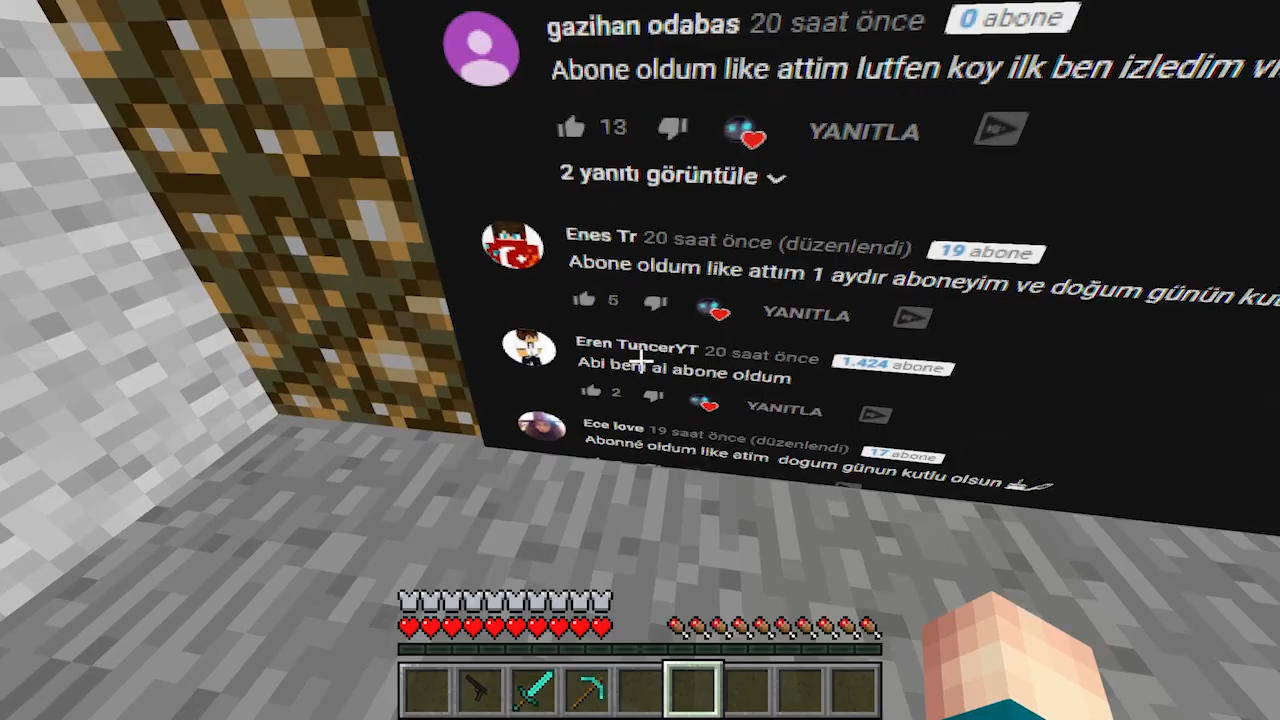 gazihan odabas 20 saat önce 0 abone
Abone oldum like attim lutfen koy ilk ben izledim
13 YANITLA
2 yanıtı görüntüle
Enes Tr 20 saat önce (düzenlendi) 19 abone
Abone oldum like attım 1 aydır aboneyim ve doğum günün
5 YANITLA
Eren TuncerYT 20 saat önce 1.424 abone
Abi beni al abone oldum
2 YANITLA
Ece love 19 saat önce (düzenlendi) 17 abone
Abonné oldum like atim dogum günun kutlu olsun